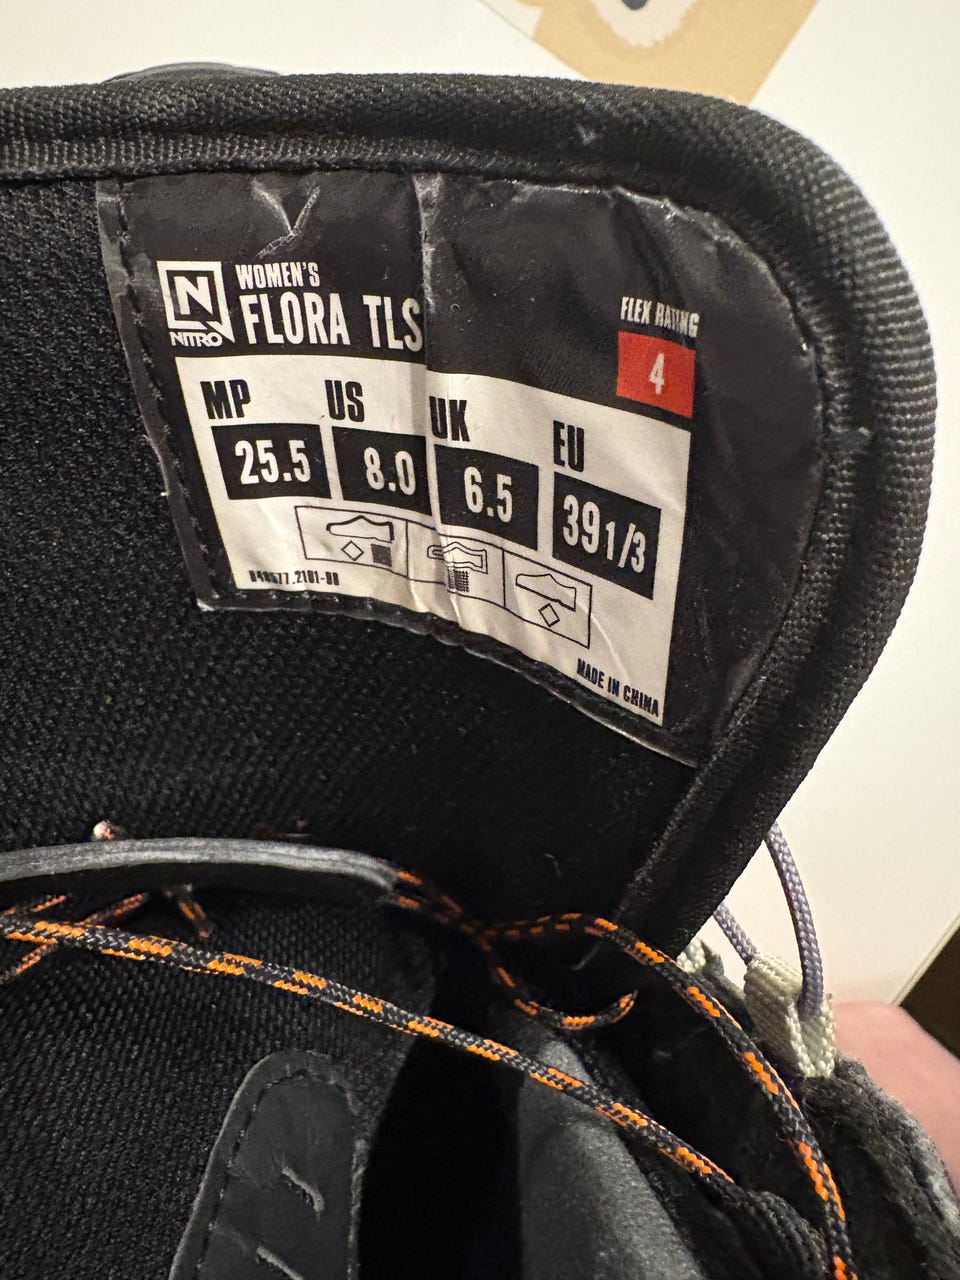 N
NITRO
WOMEN'S
FLORA TLS
FLEX RATING
4
MP US UK EU
25.5 8.0 6.5 39 1/3
MADE IN CHINA